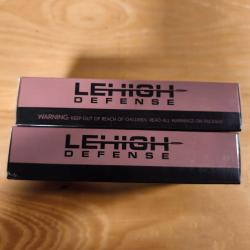 LEHIGH
DEFENSE
WARNING: KEEP OUT OF REACH OF CHILDREN. READ ALL WARNINGS ON PACKAGE
LEHIGH
DEFENSE